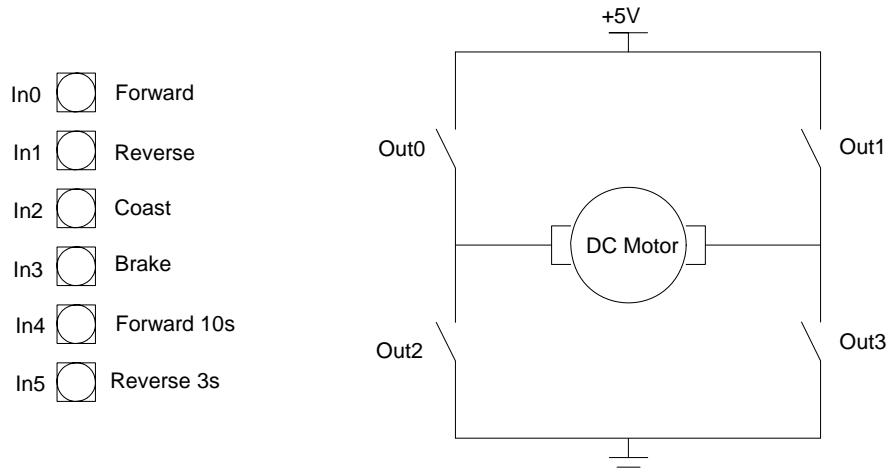 +5V
In0 Forward
In1 Reverse
In2 Coast
In3 Brake
In4 Forward 10s
In5 Reverse 3s
Out0
Out1
DC Motor
Out2
Out3